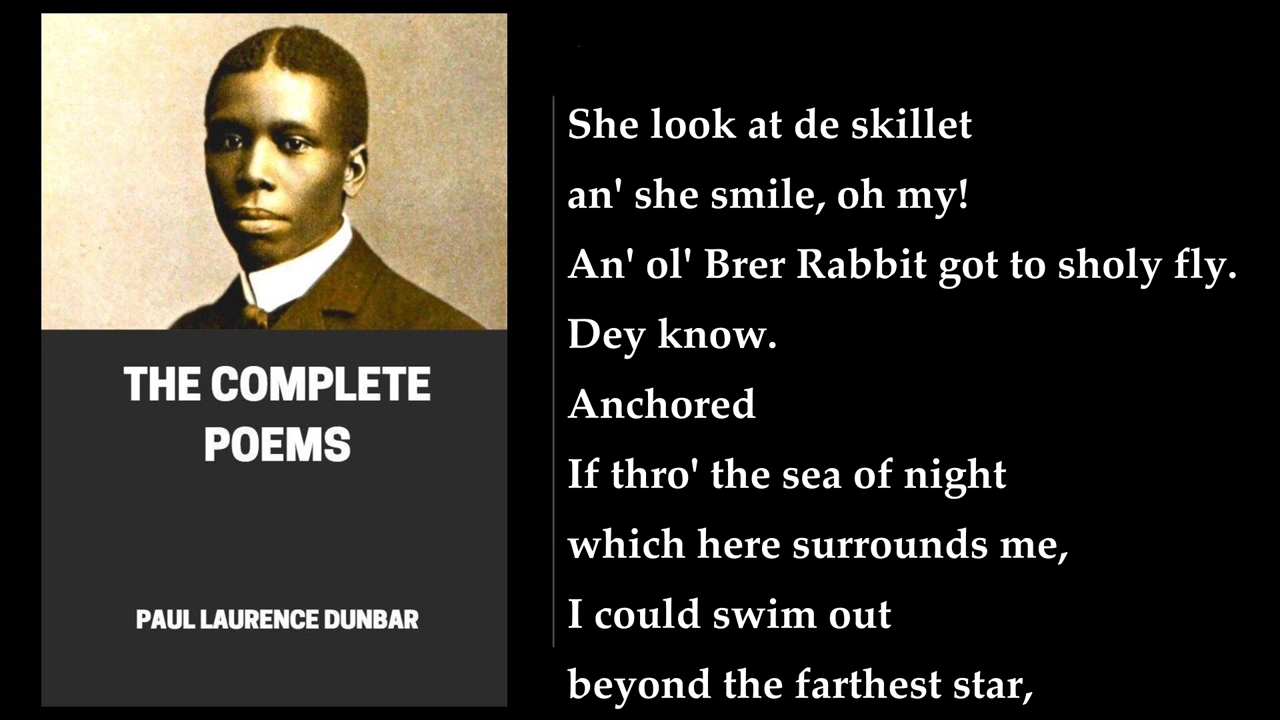 THE COMPLETE
POEMS
PAUL LAURENCE DUNBAR
She look at de skillet
an' she smile, oh my!
An' ol' Brer Rabbit got to sholy fly.
Dey know.
Anchored
If thro' the sea of night
which here surrounds me,
I could swim out
beyond the farthest star,